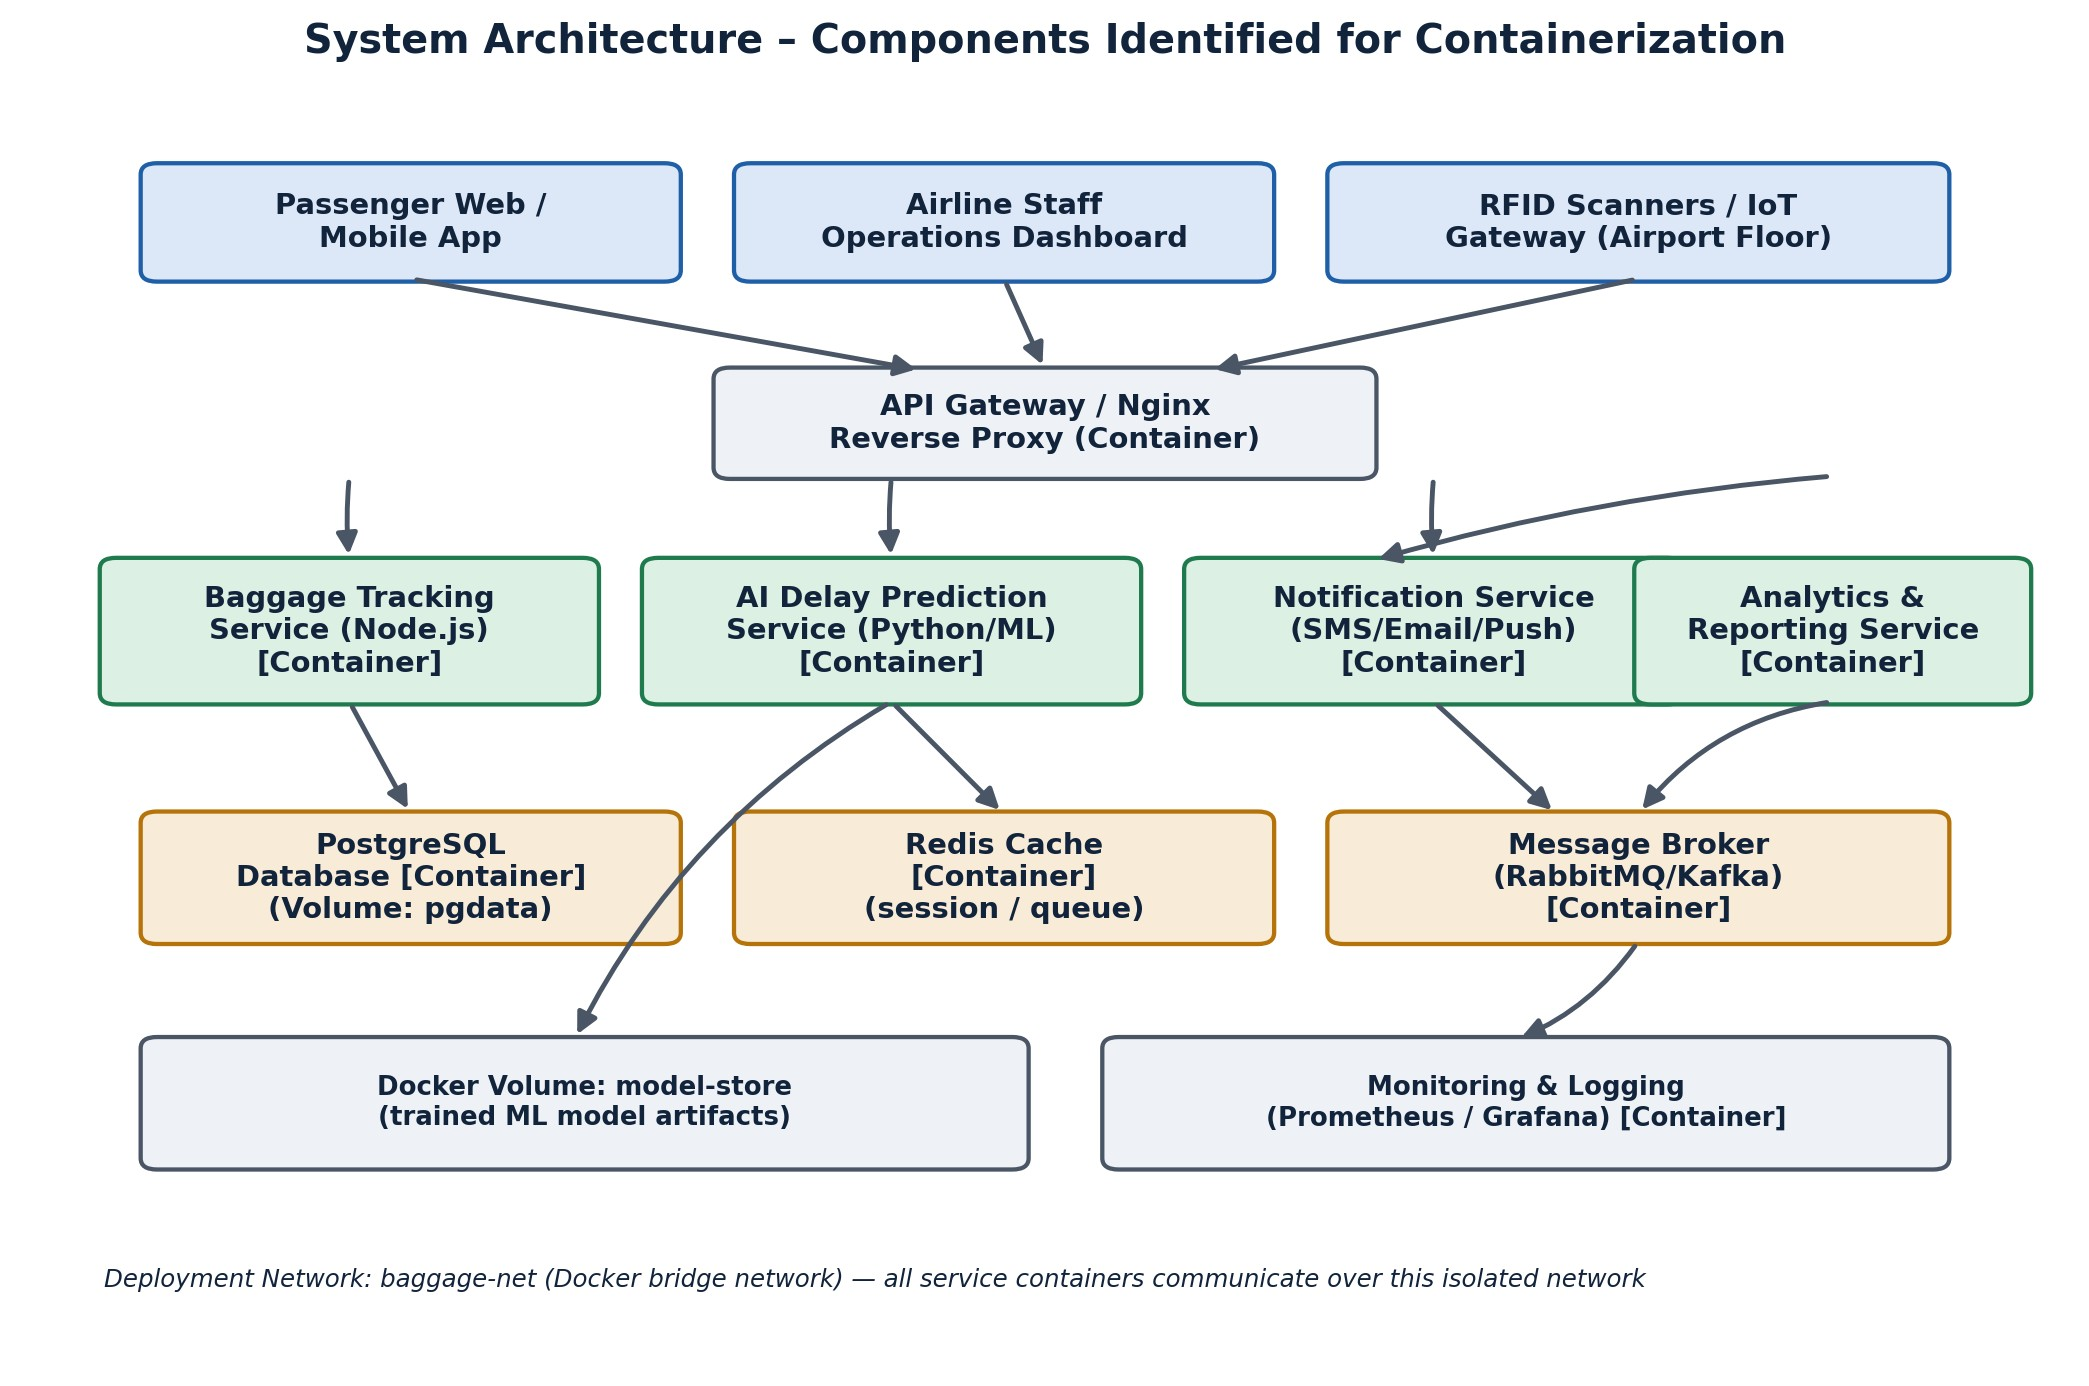 System Architecture – Components Identified for Containerization
Passenger Web /
Mobile App
Airline Staff
Operations Dashboard
RFID Scanners / IoT
Gateway (Airport Floor)
API Gateway / Nginx
Reverse Proxy (Container)
Baggage Tracking
Service (Node.js)
[Container]
AI Delay Prediction
Service (Python/ML)
[Container]
Notification Service
(SMS/Email/Push)
[Container]
Analytics &
Reporting Service
[Container]
PostgreSQL
Database [Container]
(Volume: pgdata)
Redis Cache
[Container]
(session / queue)
Message Broker
(RabbitMQ/Kafka)
[Container]
Docker Volume: model-store
(trained ML model artifacts)
Monitoring & Logging
(Prometheus / Grafana) [Container]
Deployment Network: baggage-net (Docker bridge network) — all service containers communicate over this isolated network